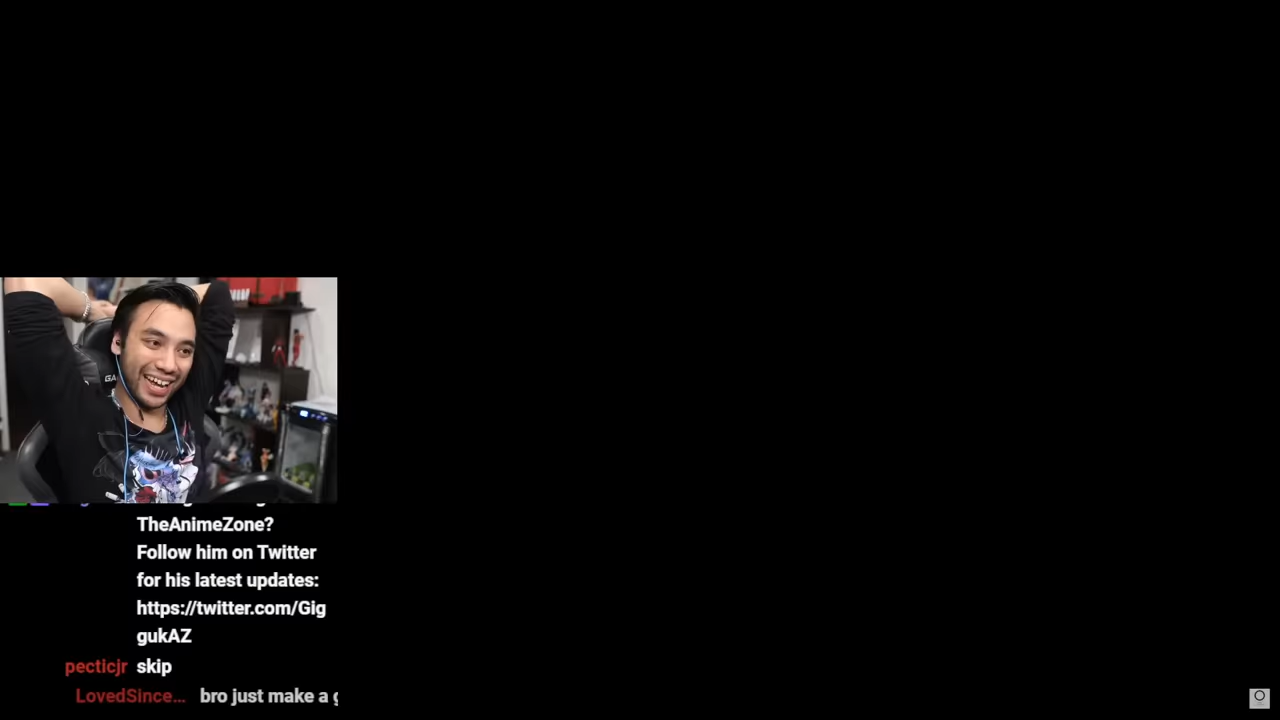 TheAnimeZone?
Follow him on Twitter
for his latest updates:
https://twitter.com/Gig
gukAZ
pecticjr skip
LovedSince… bro just make a